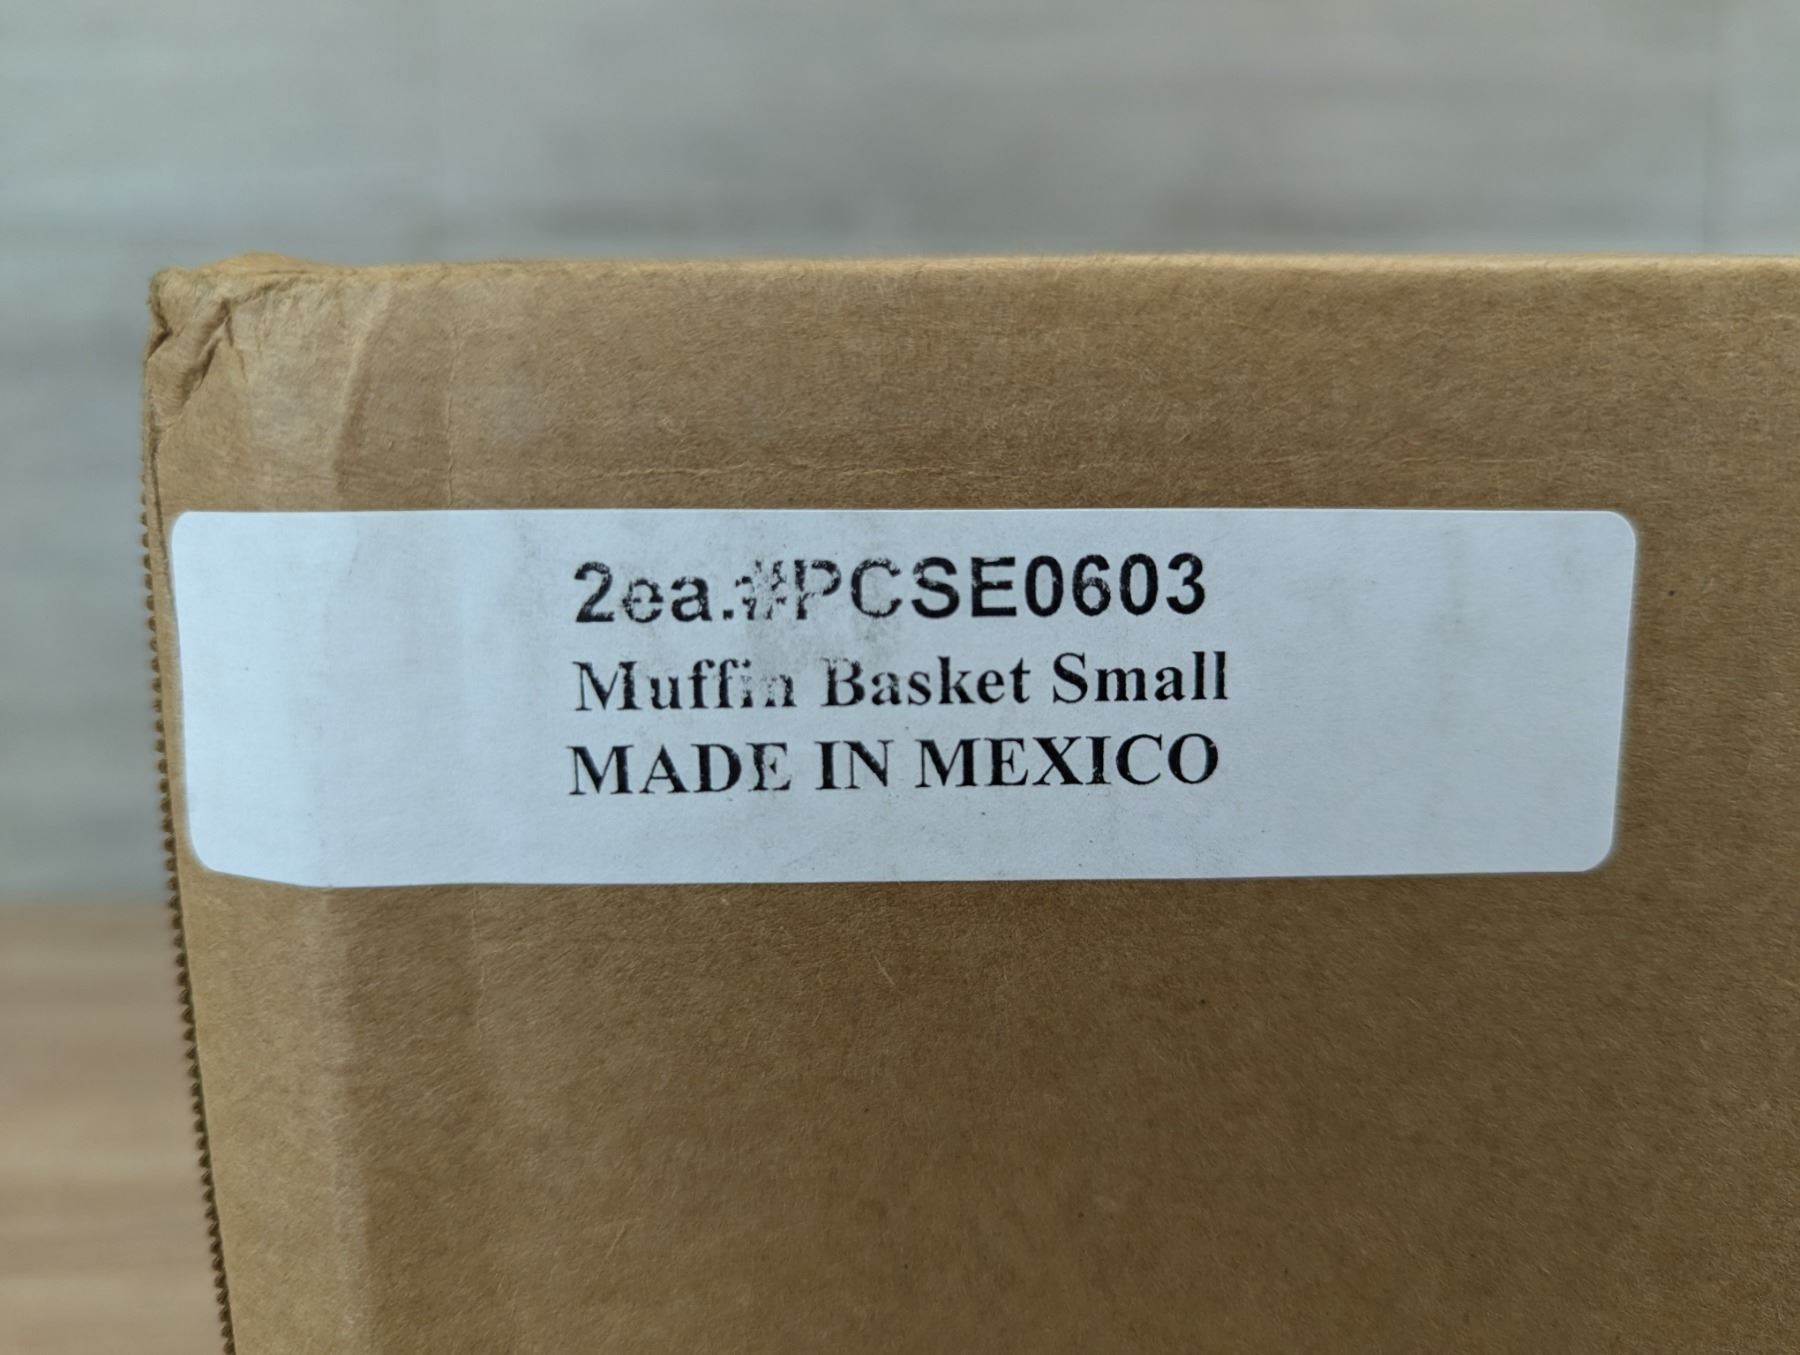 2ea.#PCSE0603
Muffin Basket Small
MADE IN MEXICO